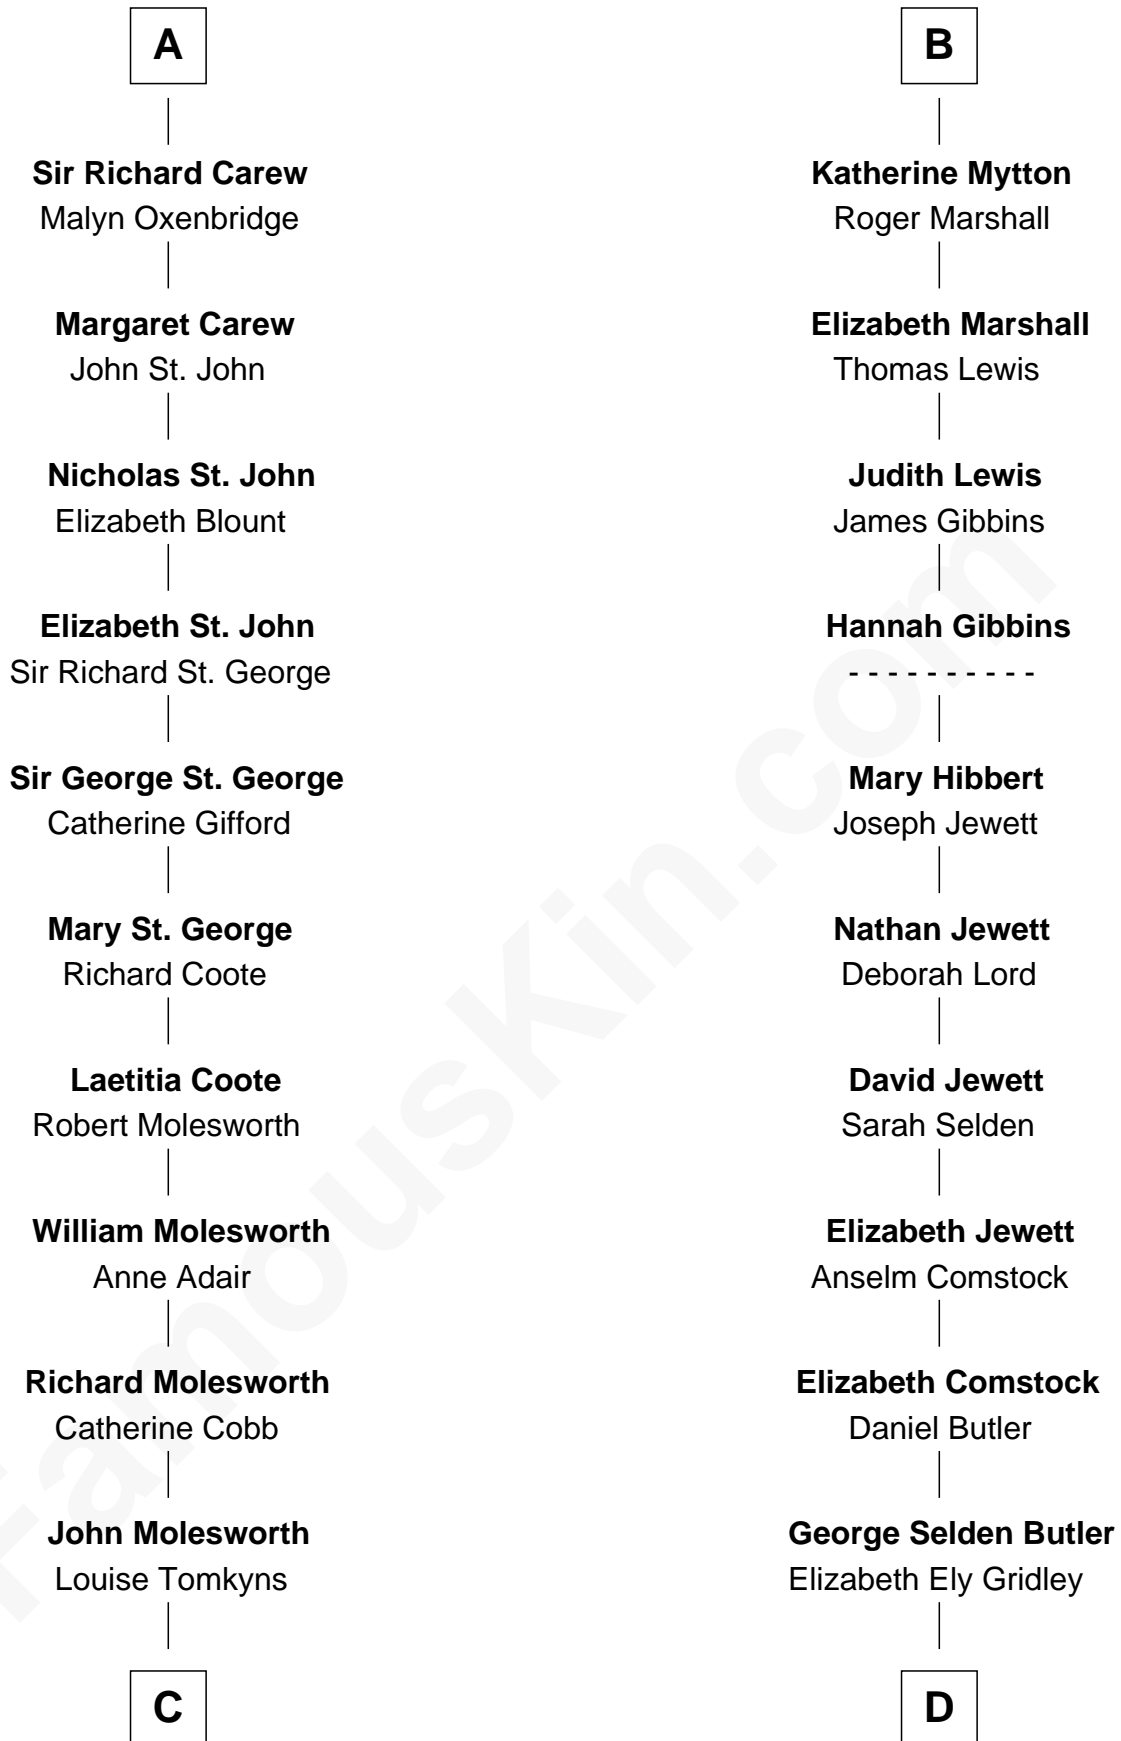 A
Sir Richard Carew
Malyn Oxenbridge
Margaret Carew
John St. John
Nicholas St. John
Elizabeth Blount
Elizabeth St. John
Sir Richard St. George
Sir George St. George
Catherine Gifford
Mary St. George
Richard Coote
Laetitia Coote
Robert Molesworth
William Molesworth
Anne Adair
Richard Molesworth
Catherine Cobb
John Molesworth
Louise Tomkyns
C
B
Katherine Mytton
Roger Marshall
Elizabeth Marshall
Thomas Lewis
Judith Lewis
James Gibbins
Hannah Gibbins
- - - - - - - - - -
Mary Hibbert
Joseph Jewett
Nathan Jewett
Deborah Lord
David Jewett
Sarah Selden
Elizabeth Jewett
Anselm Comstock
Elizabeth Comstock
Daniel Butler
George Selden Butler
Elizabeth Ely Gridley
D
FamousKin.com